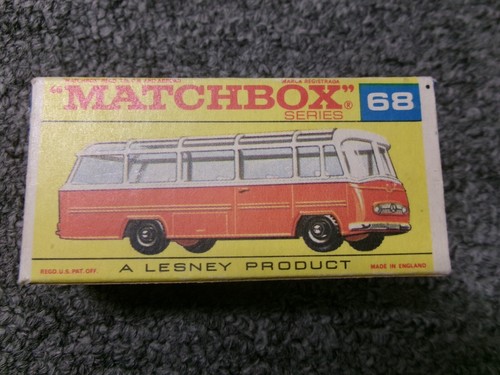 MARCA REGISTRADA
"MATCHBOX"®
SERIES
68
REGD U.S. PAT. OFF.
A LESNEY PRODUCT
MADE IN ENGLAND